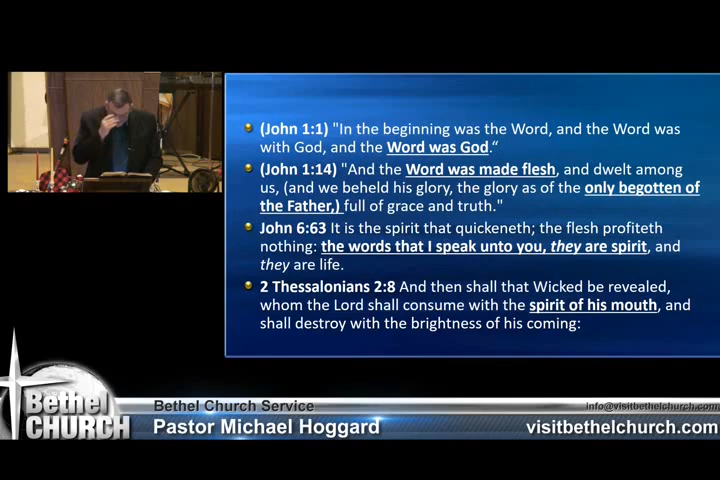 (John 1:1) "In the beginning was the Word, and the Word was
with God, and the Word was God.“
(John 1:14) "And the Word was made flesh, and dwelt among
us, (and we beheld his glory, the glory as of the only begotten of
the Father,) full of grace and truth."
John 6:63 It is the spirit that quickeneth; the flesh profiteth
nothing: the words that I speak unto you, they are spirit, and
they are life.
2 Thessalonians 2:8 And then shall that Wicked be revealed,
whom the Lord shall consume with the spirit of his mouth, and
shall destroy with the brightness of his coming:
Bethel
CHURCH
Bethel Church Service
info@visitbethelchurch.com
Pastor Michael Hoggard
visitbethelchurch.com